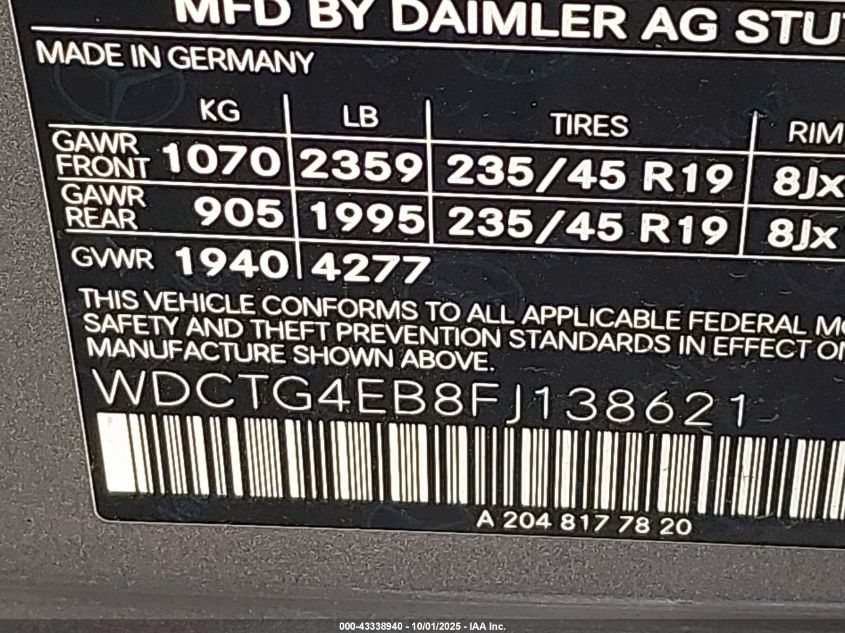 MFD BY DAIMLER AG
MADE IN GERMANY
KG LB TIRES RIM
GAWR FRONT 1070 2359 235/45 R19 8Jx
GAWR REAR 905 1995 235/45 R19 8Jx
GVWR 1940 4277
THIS VEHICLE CONFORMS TO ALL APPLICABLE FEDERAL
SAFETY AND THEFT PREVENTION STANDARDS IN EFFECT
MANUFACTURE SHOWN ABOVE.
WDCTG4EB8FJ138621
A 204 817 78 20
000-43338940 - 10/01/2025 - IAA Inc.